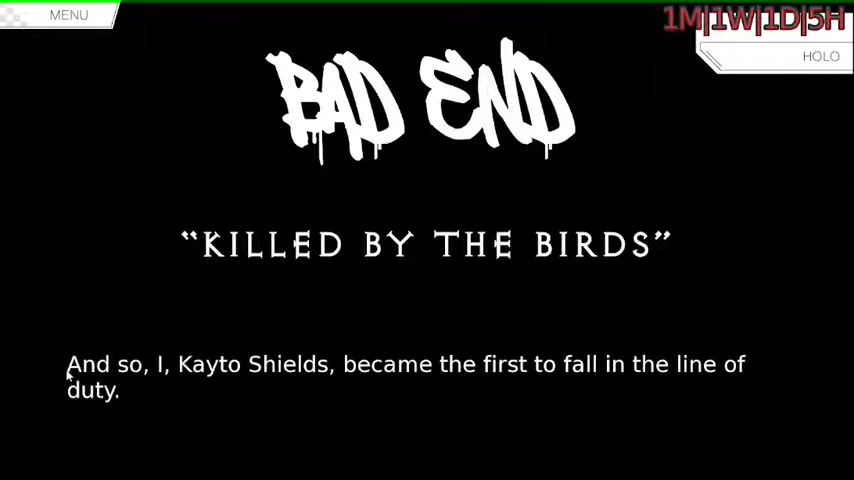 MENU
1M|1W|1D|5H
HOLO
BAD END
"KILLED BY THE BIRDS"
And so, I, Kayto Shields, became the first to fall in the line of
duty.